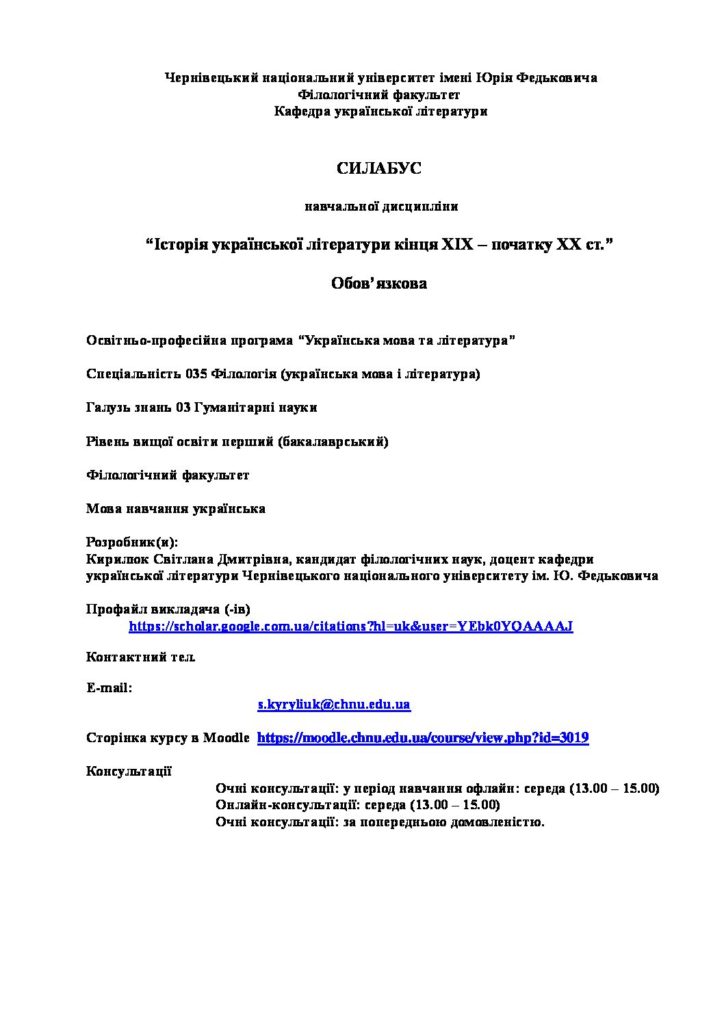 Чернівецький національний університет імені Юрія Федьковича
Філологічний факультет
Кафедра української літератури
СИЛАБУС
навчальної дисципліни
“Історія української літератури кінця ХІХ – початку ХХ ст.”
Обов’язкова
Освітньо-професійна програма “Українська мова та література”
Спеціальність 035 Філологія (українська мова і література)
Галузь знань 03 Гуманітарні науки
Рівень вищої освіти перший (бакалаврський)
Філологічний факультет
Мова навчання українська
Розробник(и):
Кирилюк Світлана Дмитрівна, кандидат філологічних наук, доцент кафедри
української літератури Чернівецького національного університету ім. Ю. Федьковича
Профайл викладача (-ів)
https://scholar.google.com.ua/citations?hl=uk&user=YEbk0YQAAAAJ
Контактний тел.
E-mail:
s.kyryliuk@chnu.edu.ua
Сторінка курсу в Moodle https://moodle.chnu.edu.ua/course/view.php?id=3019
Консультації
Очні консультації: у період навчання офлайн: середа (13.00 – 15.00)
Онлайн-консультації: середа (13.00 – 15.00)
Очні консультації: за попередньою домовленістю.